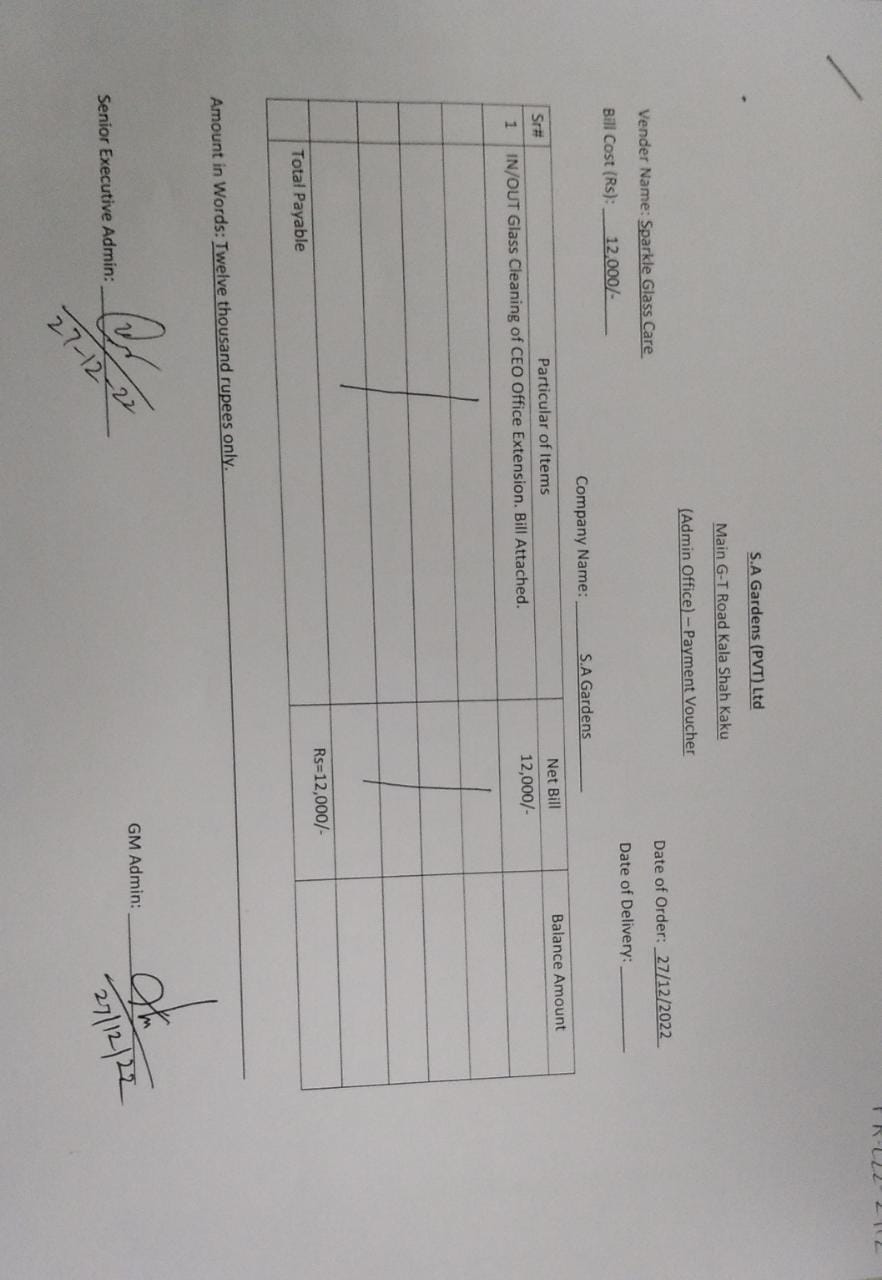 S.A Gardens (PVT) Ltd
Main G-T Road Kala Shah Kaku
(Admin Office) – Payment Voucher
Date of Order: 27/12/2022
Vender Name: Sparkle Glass Care
Date of Delivery:
Bill Cost (Rs): 12,000/-
Company Name: S.A Gardens
Sr# Particular of Items Net Bill Balance Amount
1 IN/OUT Glass Cleaning of CEO Office Extension. Bill Attached. 12,000/-
Total Payable Rs=12,000/-
Amount in Words: Twelve thousand rupees only.
Senior Executive Admin:
27-12-22
GM Admin:
27/12/22